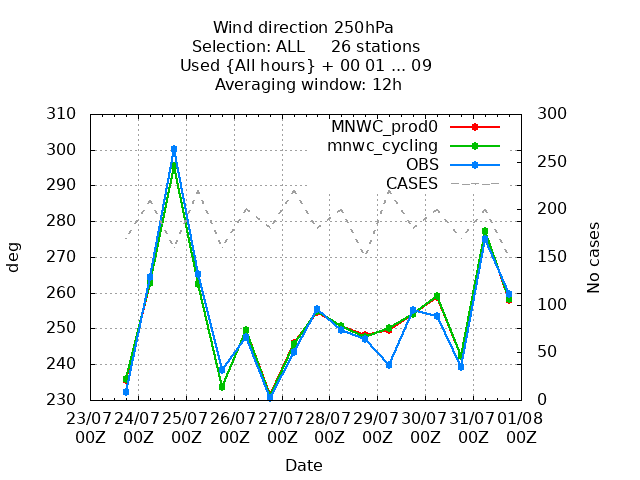 Wind direction 250hPa
Selection: ALL 26 stations
Used {All hours} + 00 01 ... 09
Averaging window: 12h
310 300
MNWC_prod0
mnwc_cycling
OBS
CASES
300
290
280
270
260
250
240
230
250
200
150
100
50
0
deg
No cases
23/07 24/07 25/07 26/07 27/07 28/07 29/07 30/07 31/07 01/08
00Z 00Z 00Z 00Z 00Z 00Z 00Z 00Z 00Z 00Z
Date